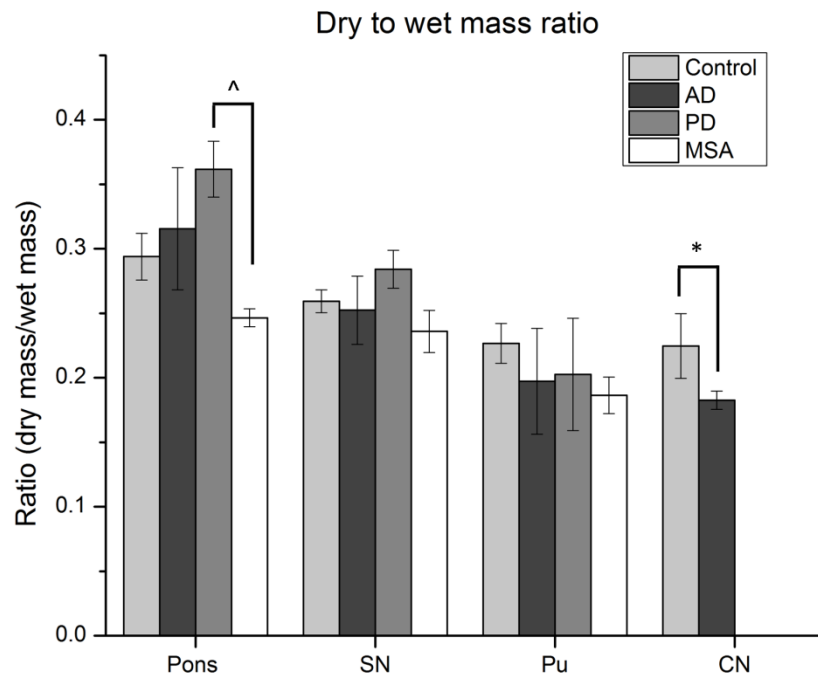 Dry to wet mass ratio
Control
AD
PD
MSA
^
*
Ratio (dry mass/wet mass)
0.4
0.3
0.2
0.1
0.0
Pons SN Pu CN